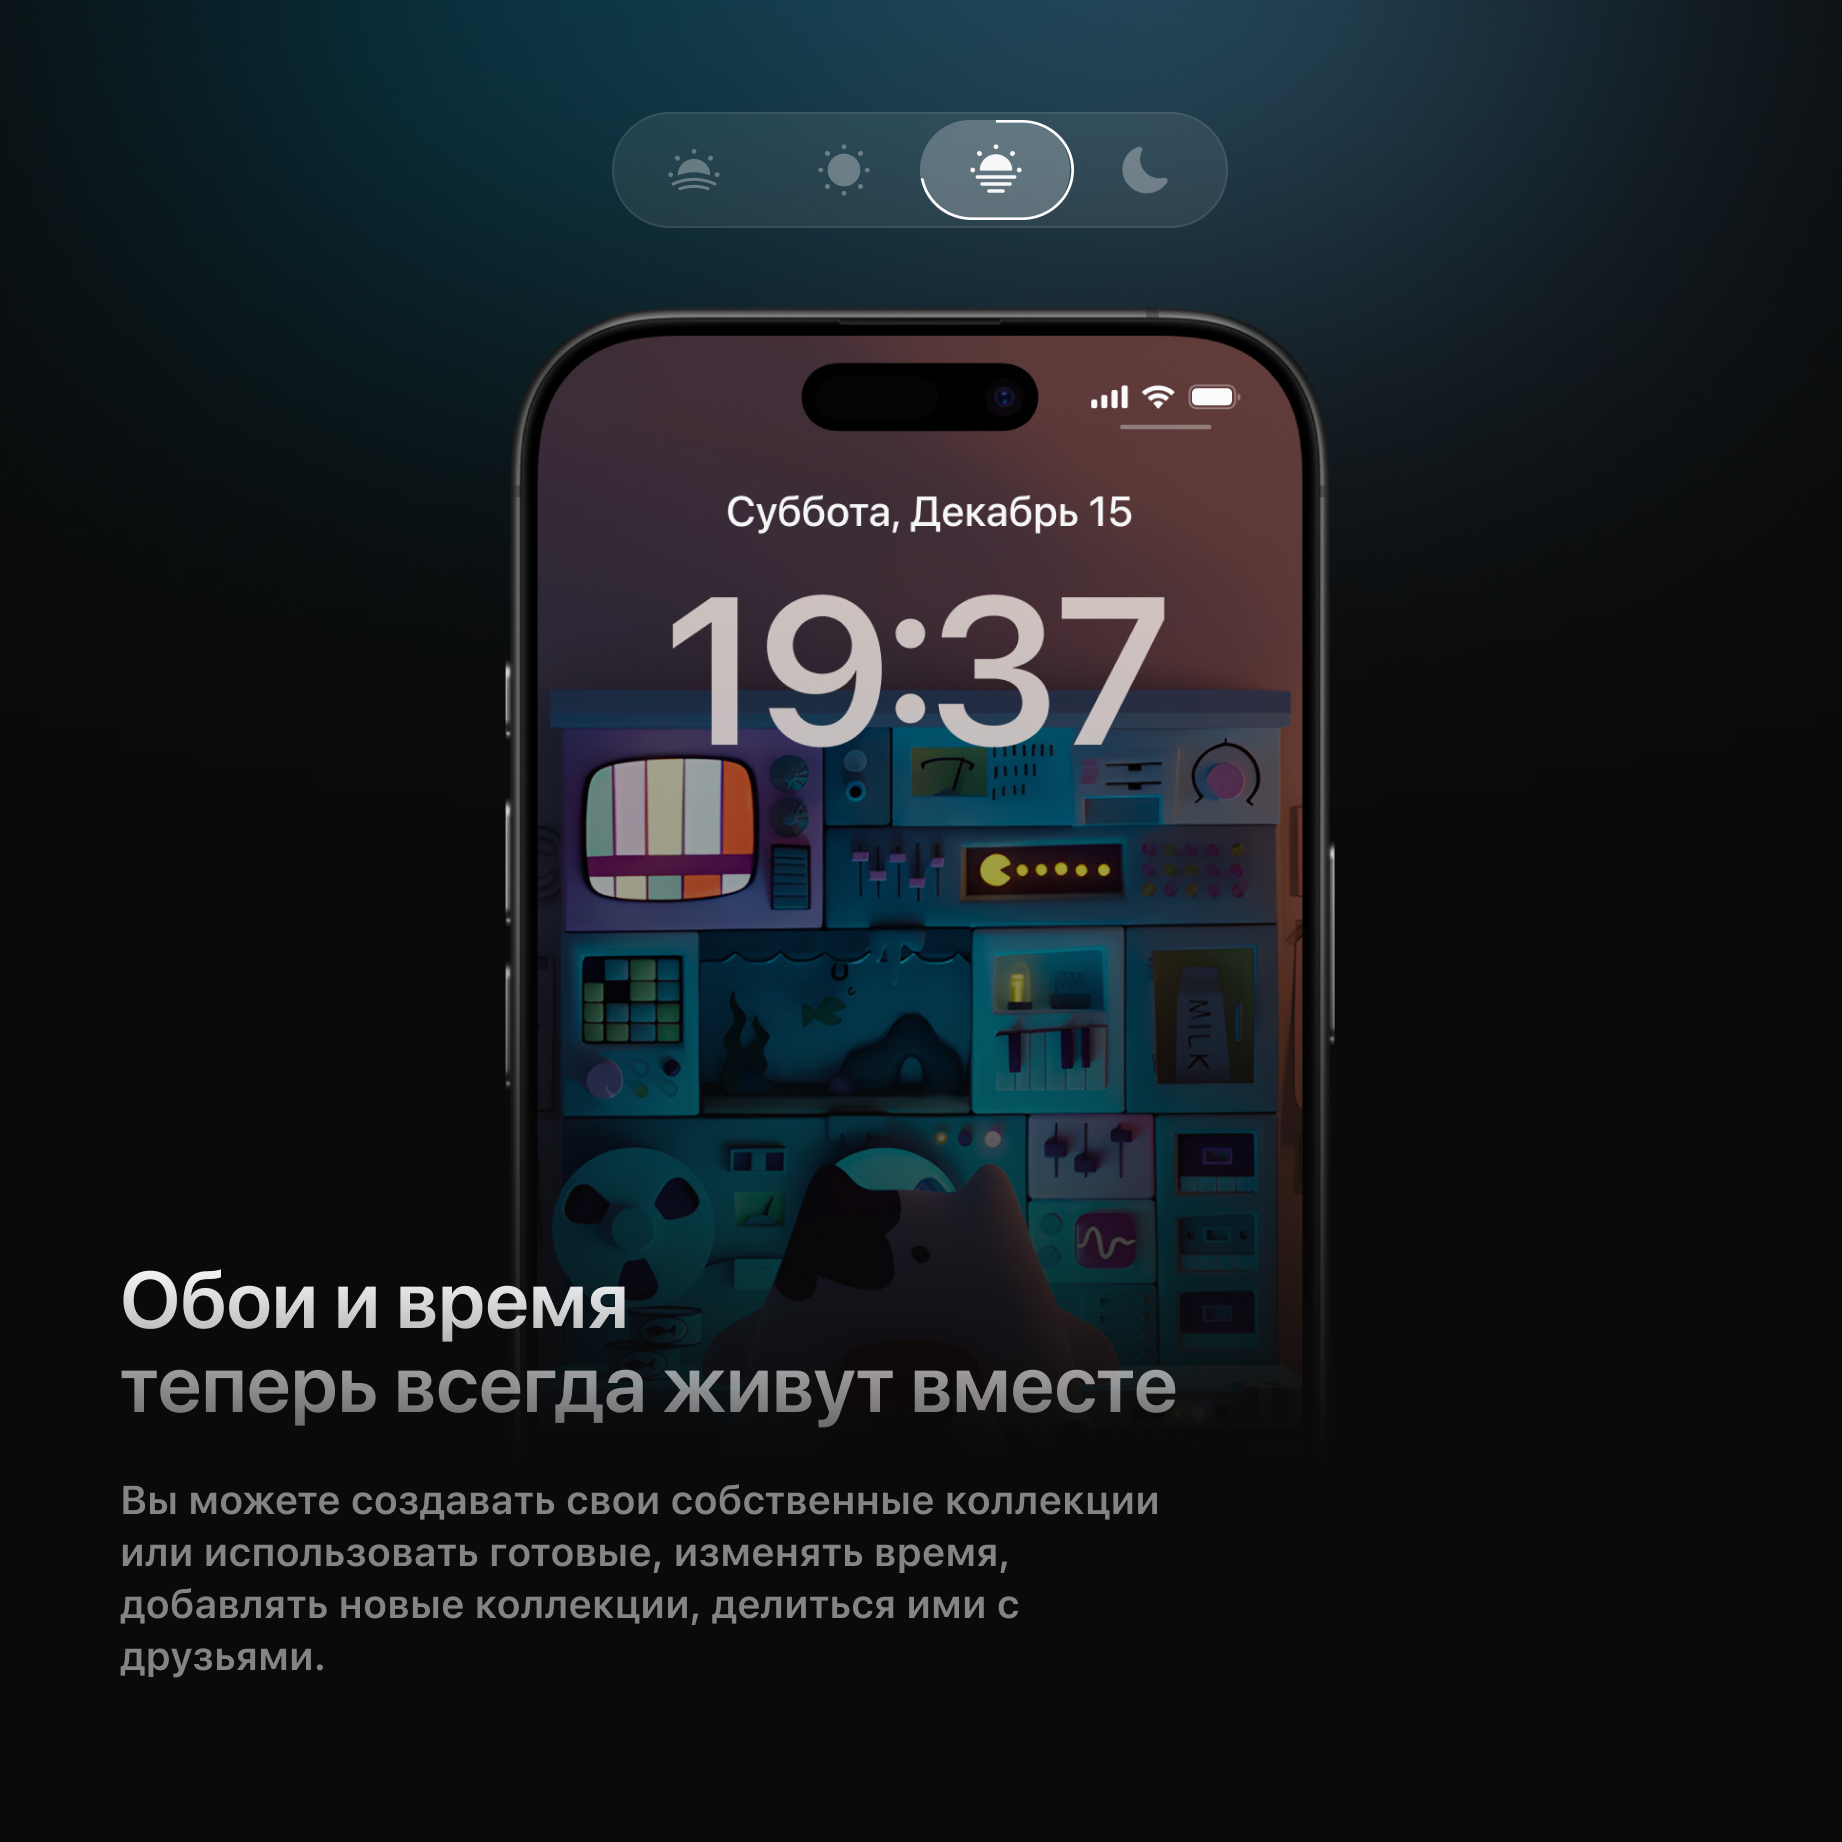 Суббота, Декабрь 15
19:37
MILK
Обои и время
теперь всегда живут вместе
Вы можете создавать свои собственные коллекции
или использовать готовые, изменять время,
добавлять новые коллекции, делиться ими с
друзьями.